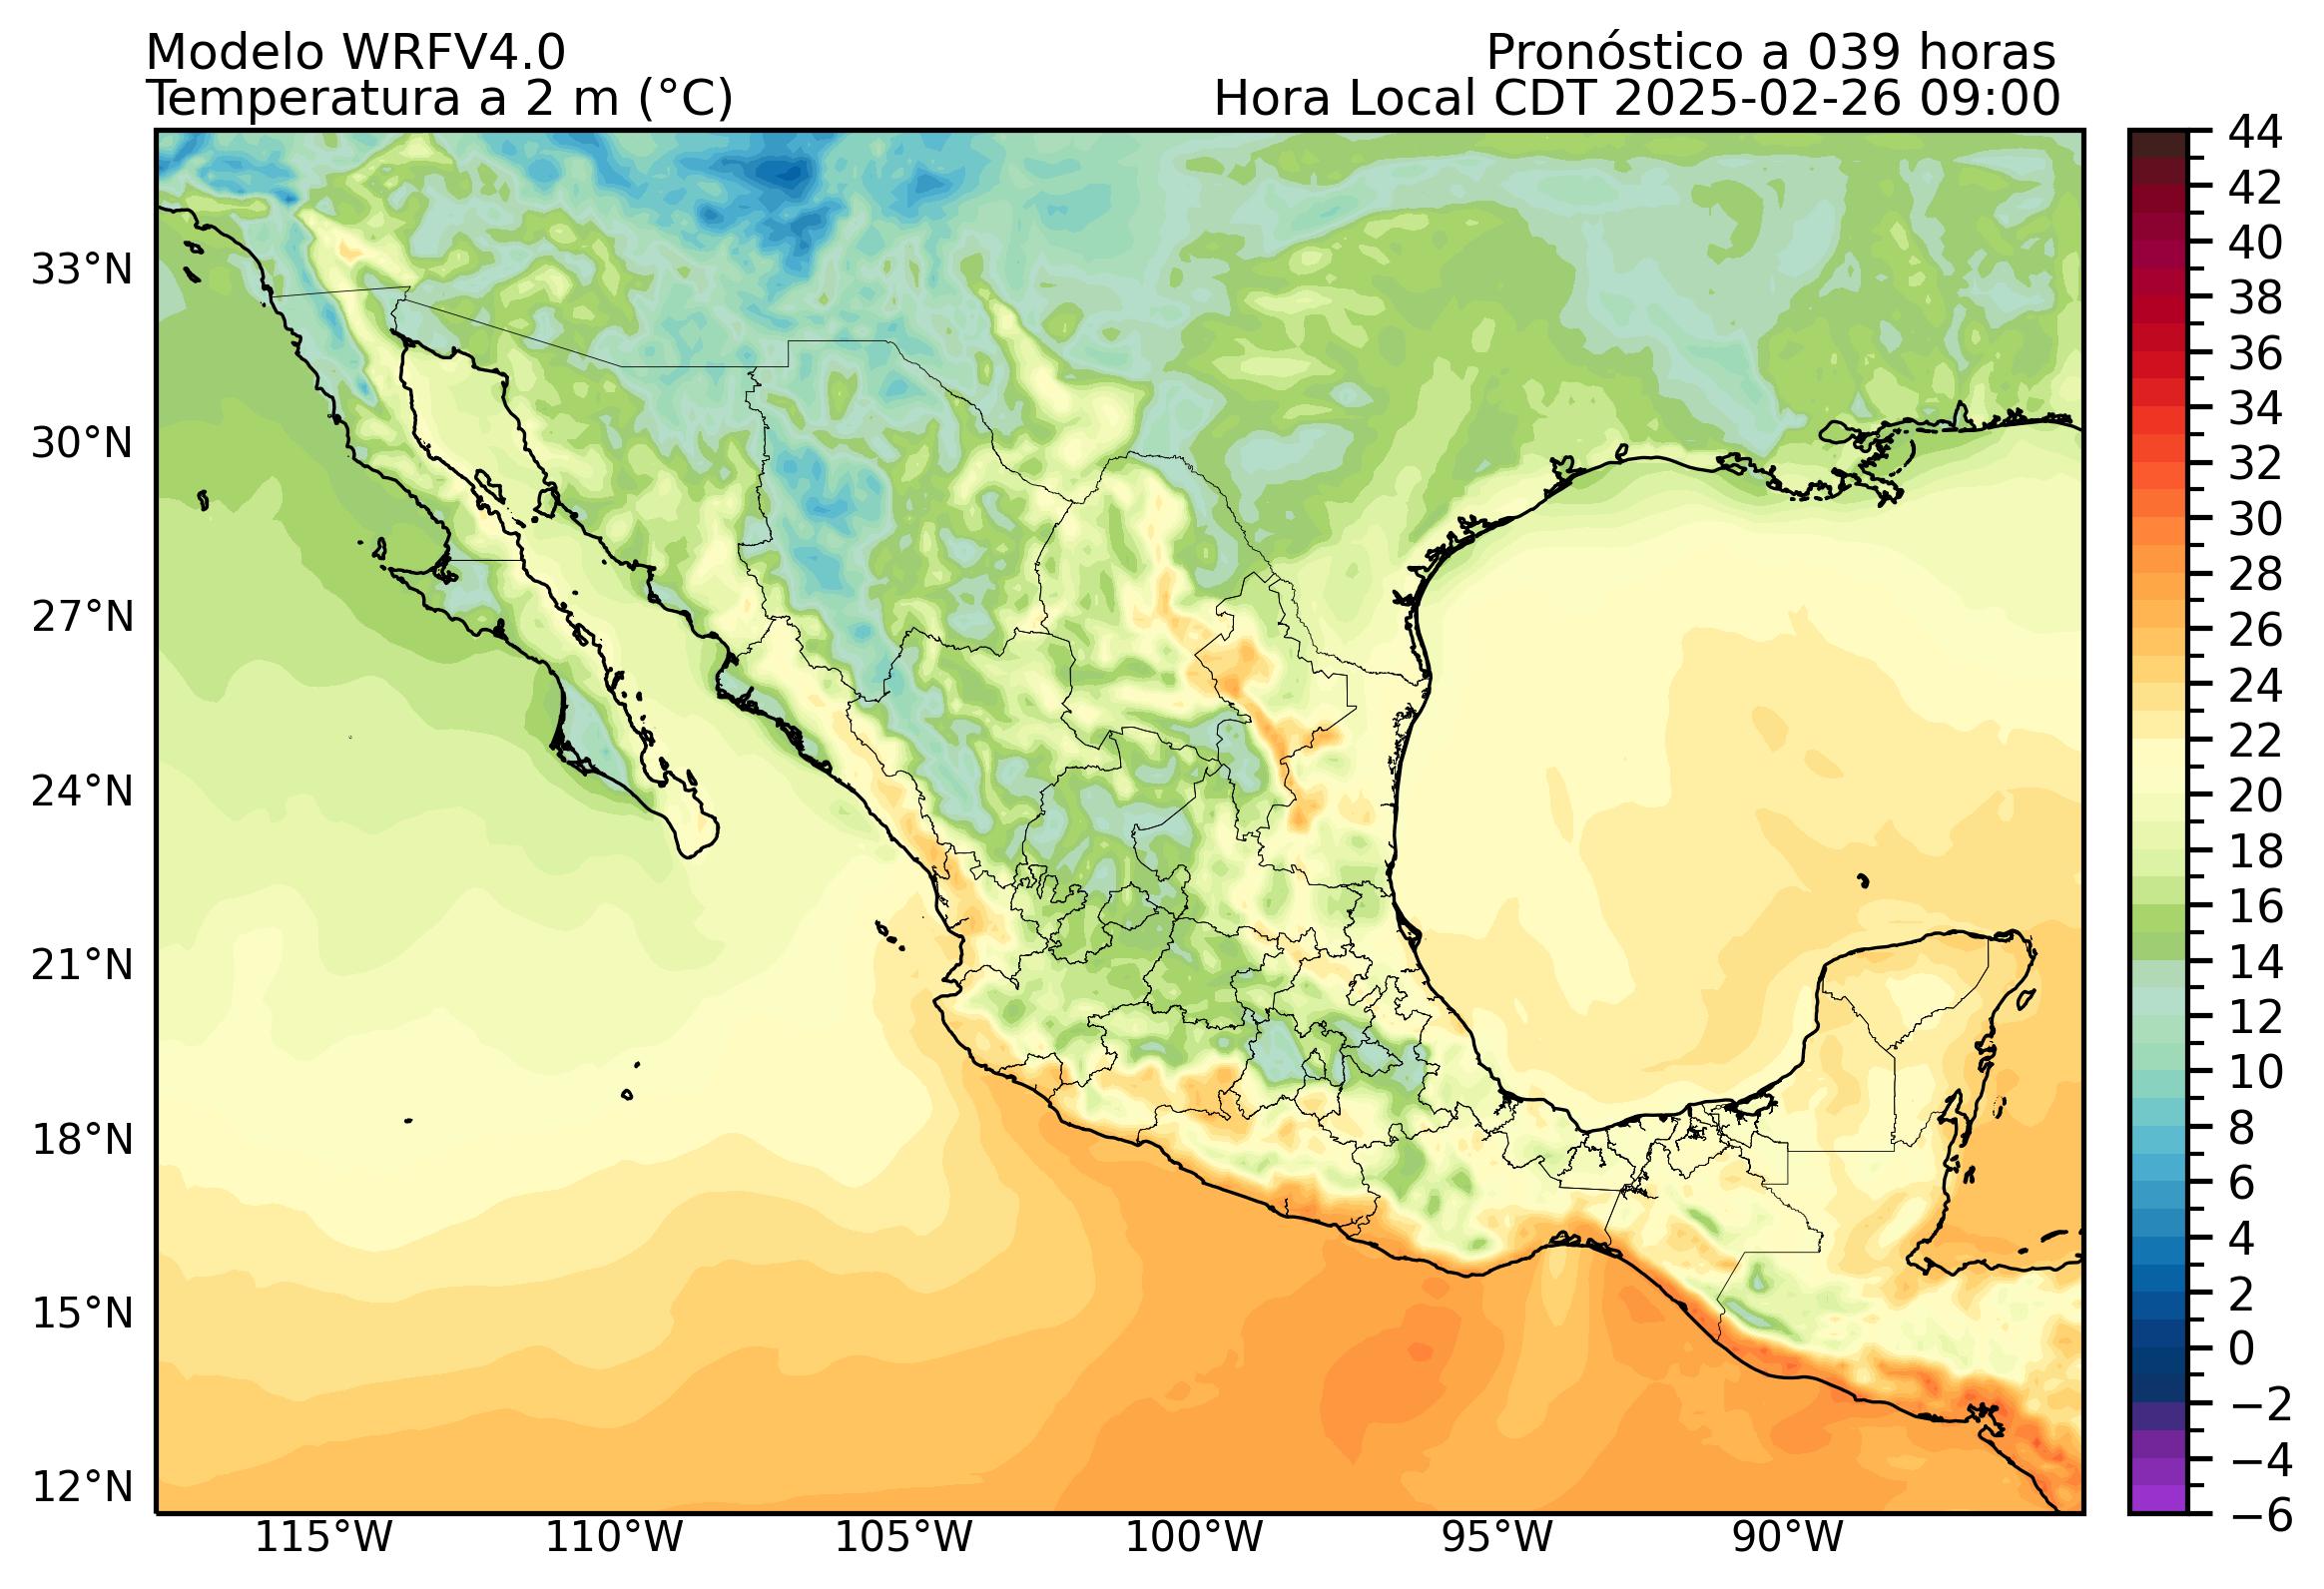 Modelo WRFV4.0
Pronóstico a 039 horas
Temperatura a 2 m (°C)
Hora Local CDT 2025-02-26 09:00
33°N
30°N
27°N
24°N
21°N
18°N
15°N
12°N
115°W
110°W
105°W
100°W
95°W
90°W
44
42
40
38
36
34
32
30
28
26
24
22
20
18
16
14
12
10
8
6
4
2
0
−2
−4
−6